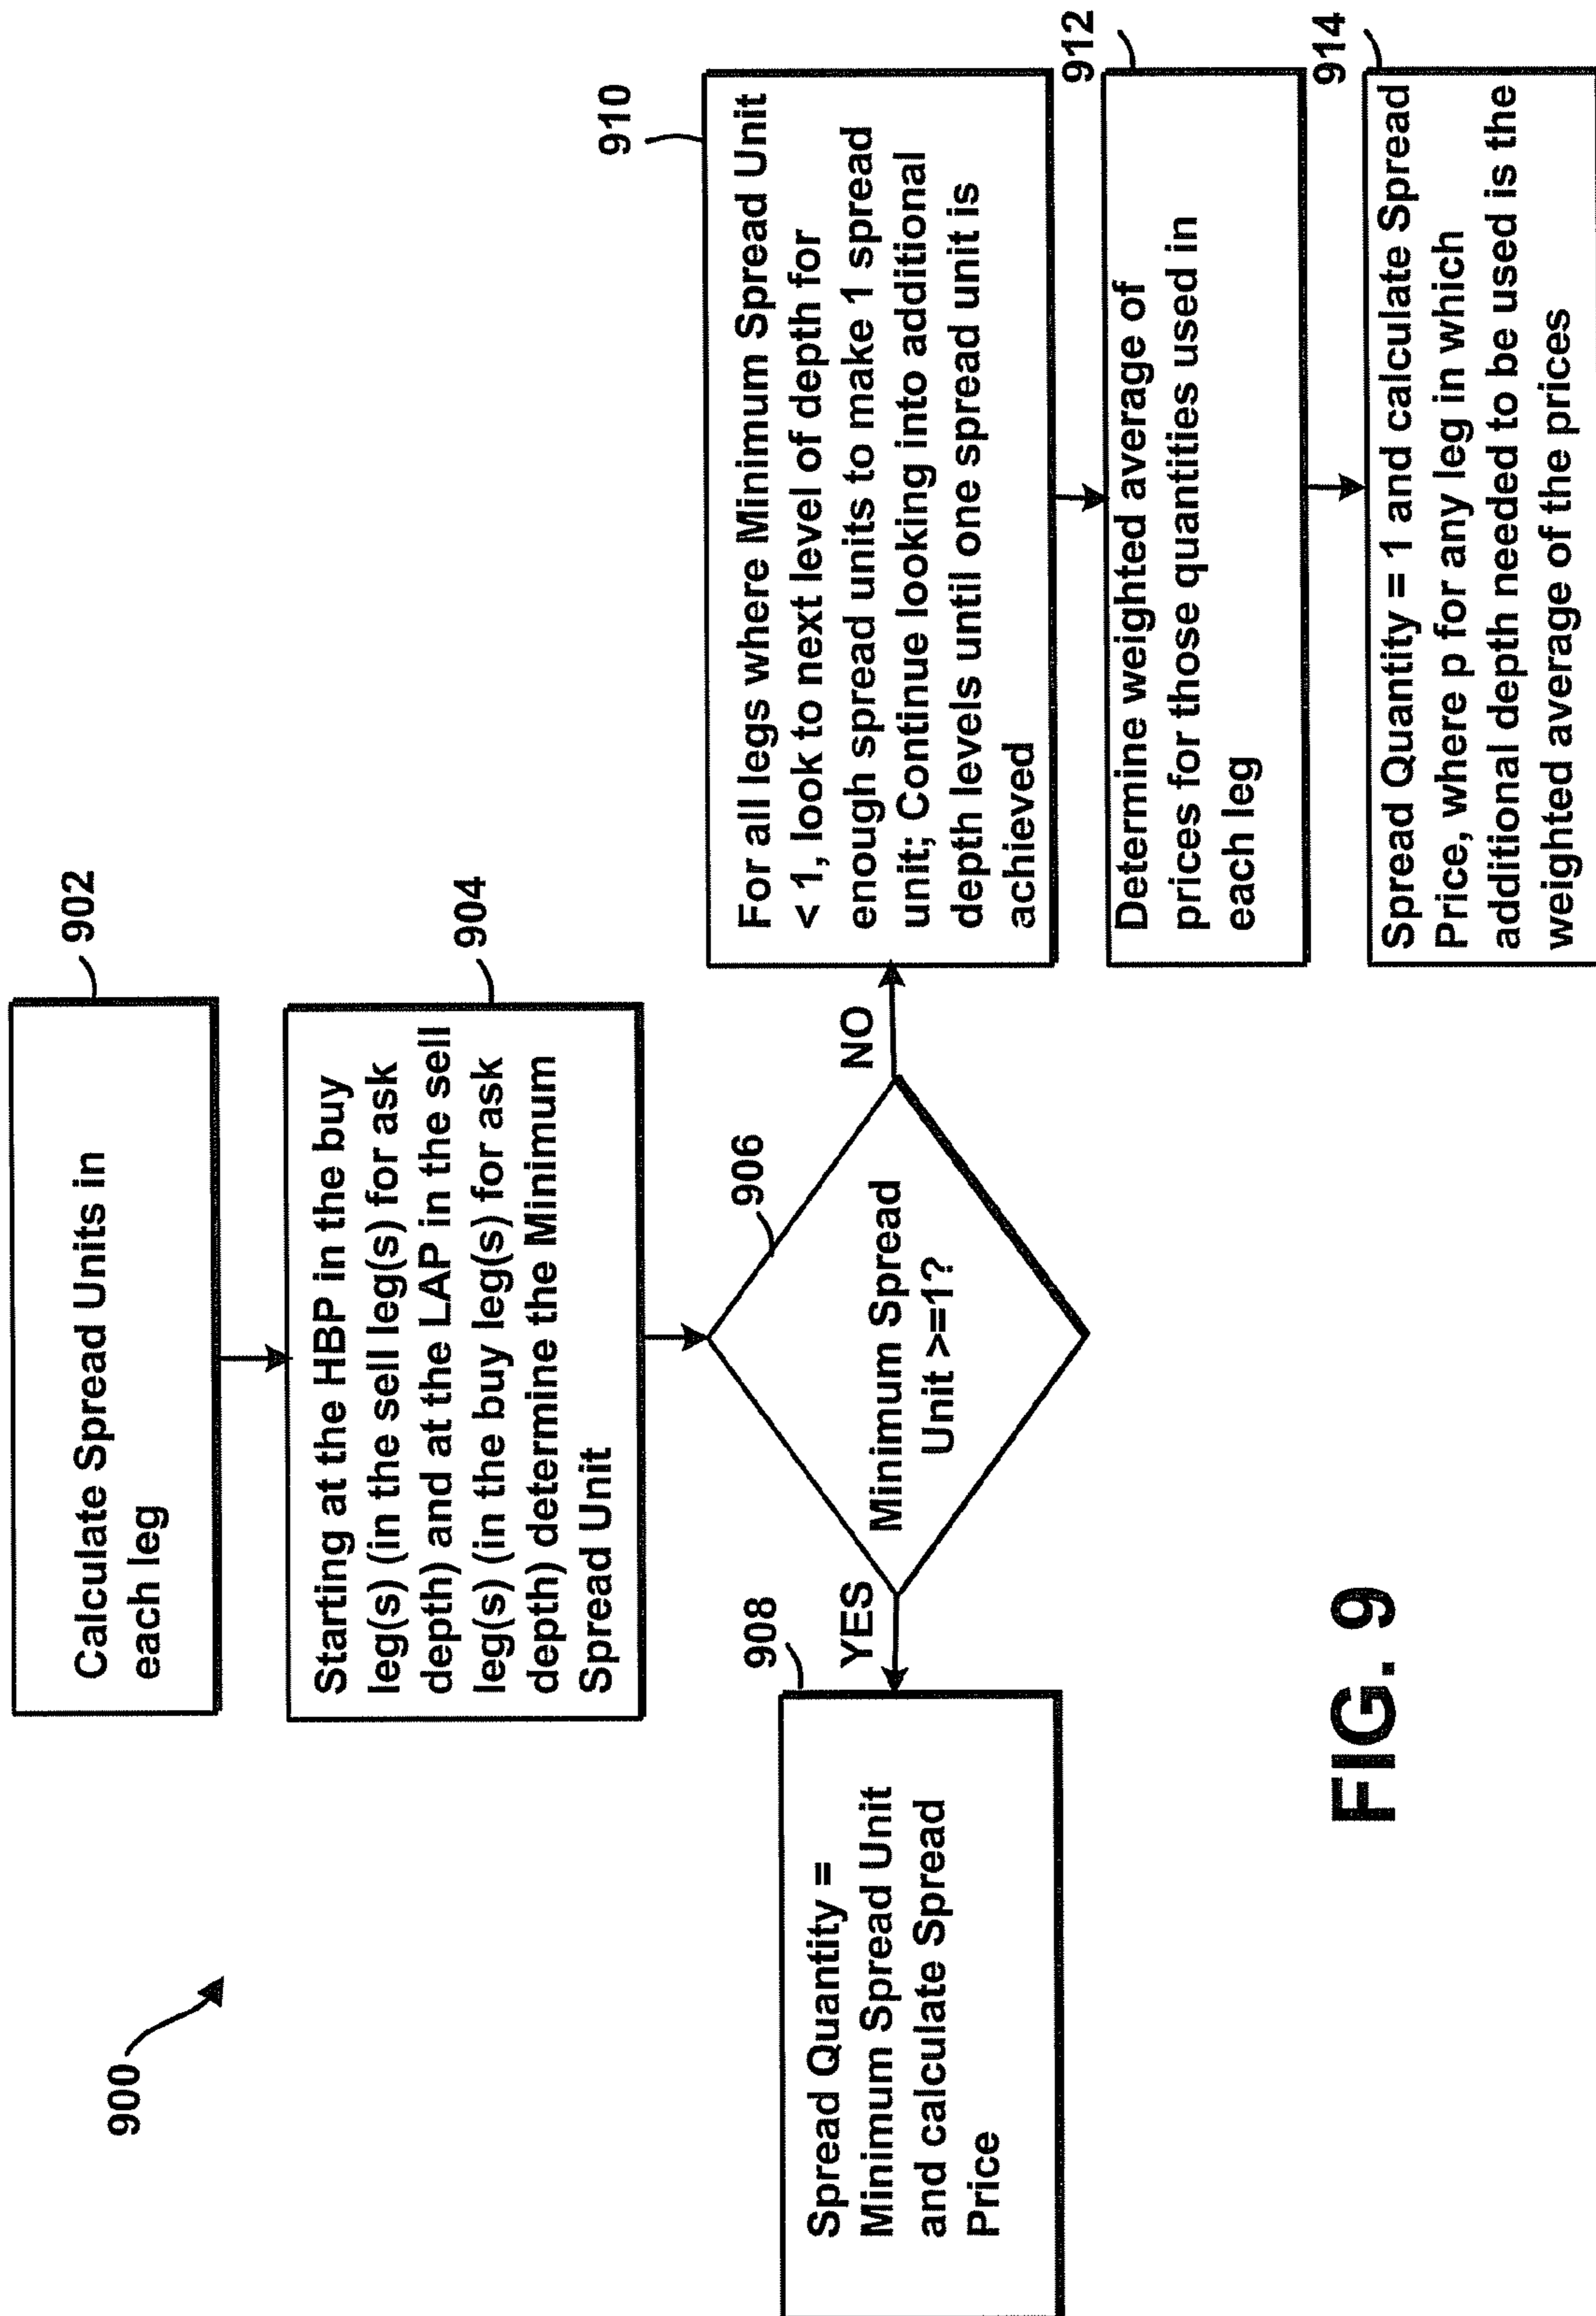 900
902
Calculate Spread Units in
each leg
904
Starting at the HBP in the buy
leg(s) (in the sell leg(s) for ask
depth) and at the LAP in the sell
leg(s) (in the buy leg(s) for ask
depth) determine the Minimum
Spread Unit
906
Minimum Spread
Unit >=1?
YES
NO
908
Spread Quantity =
Minimum Spread Unit
and calculate Spread
Price
910
For all legs where Minimum Spread Unit
< 1, look to next level of depth for
enough spread units to make 1 spread
unit; Continue looking into additional
depth levels until one spread unit is
achieved
912
Determine weighted average of
prices for those quantities used in
each leg
914
Spread Quantity = 1 and calculate Spread
Price, where p for any leg in which
additional depth needed to be used is the
weighted average of the prices
FIG. 9